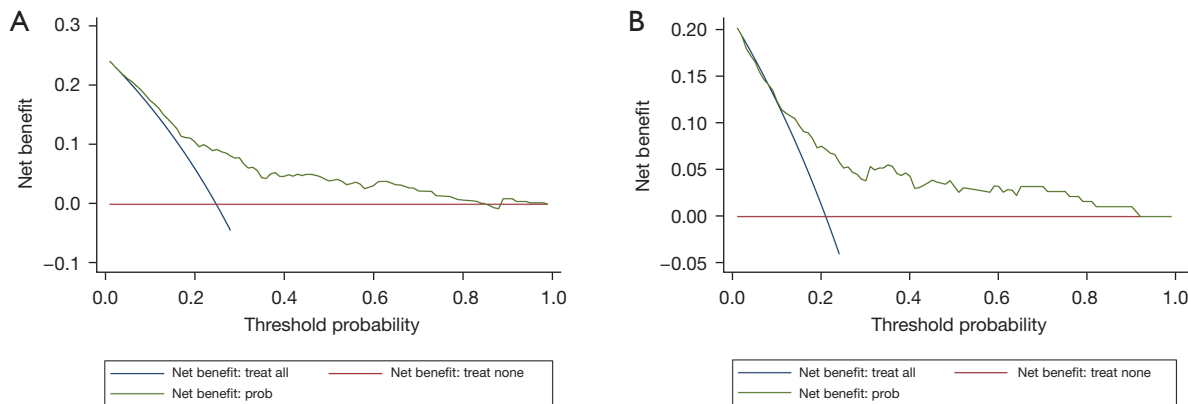 A
Net benefit
0.3
0.2
0.1
0.0
−0.1
0.0 0.2 0.4 0.6 0.8 1.0
Threshold probability
Net benefit: treat all Net benefit: treat none
Net benefit: prob
B
Net benefit
0.20
0.15
0.10
0.05
0.00
−0.05
0.0 0.2 0.4 0.6 0.8 1.0
Threshold probability
Net benefit: treat all Net benefit: treat none
Net benefit: prob